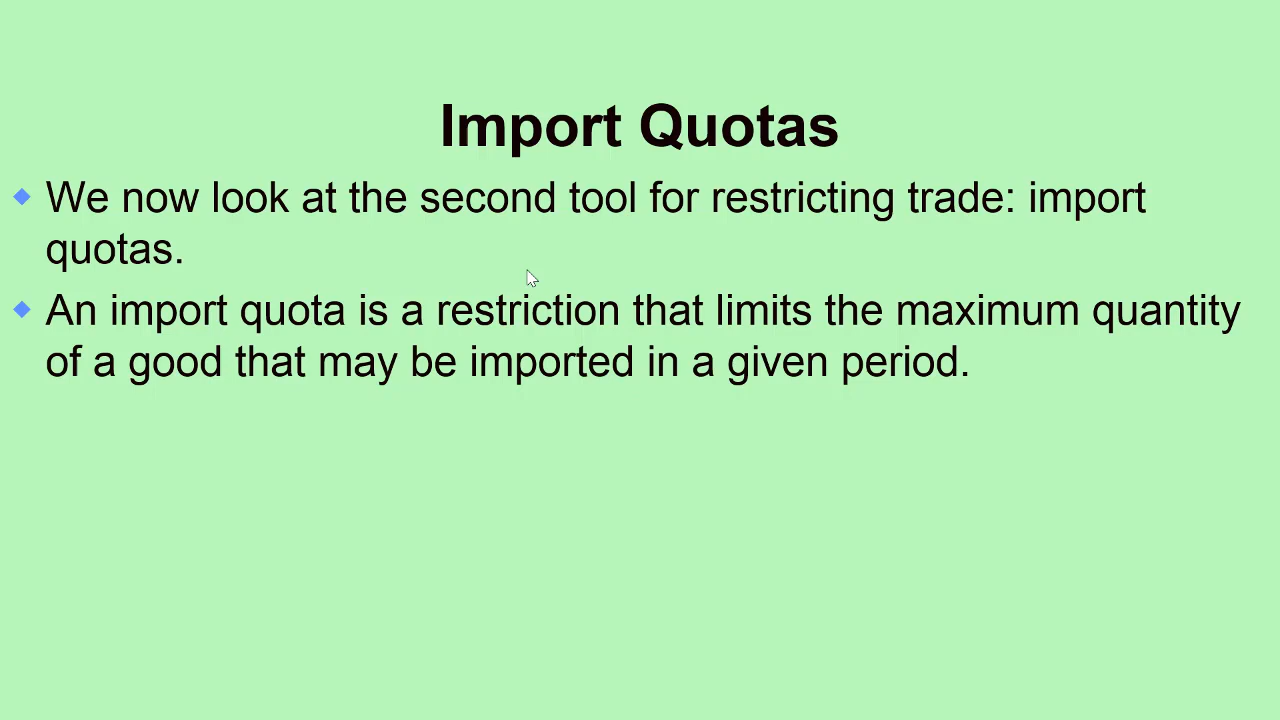 Import Quotas
We now look at the second tool for restricting trade: import
quotas.
An import quota is a restriction that limits the maximum quantity
of a good that may be imported in a given period.